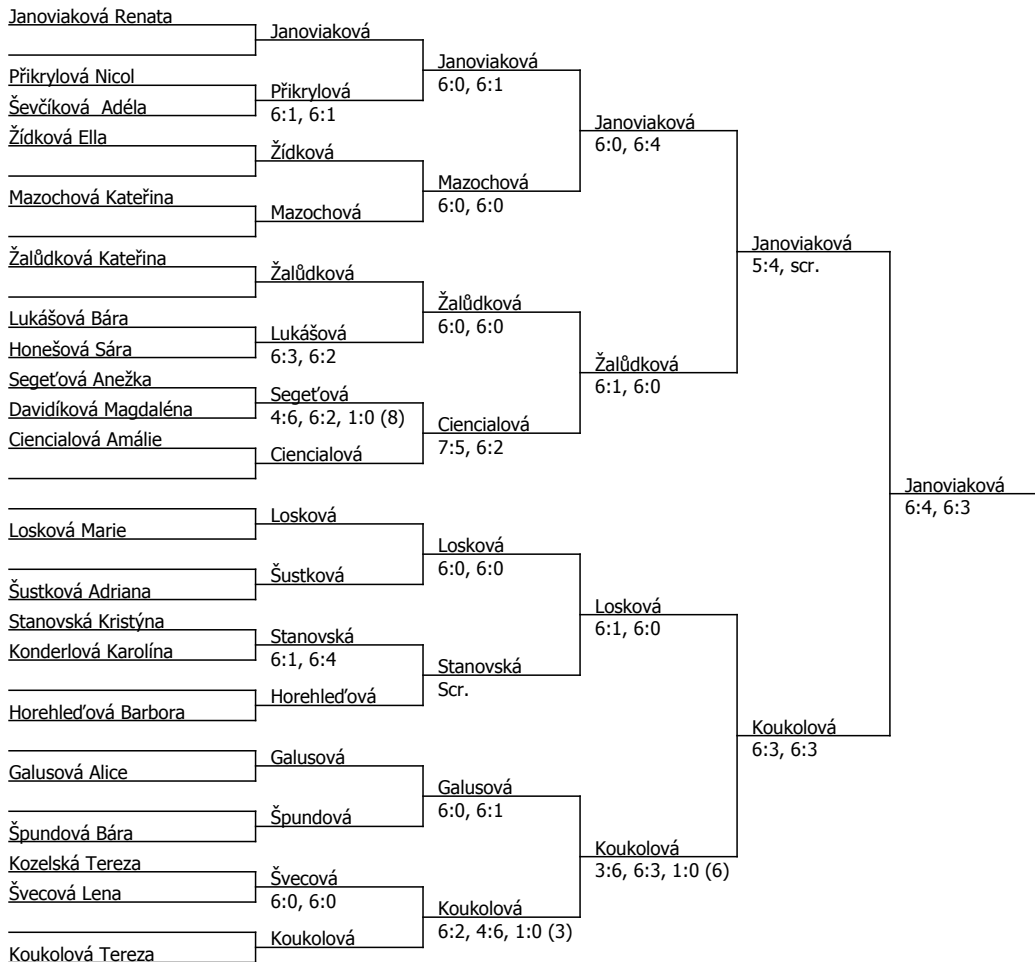 Janoviaková Renata
Přikrylová Nicol
Ševčíková  Adéla
Žídková Ella
Mazochová Kateřina
Žalůdková Kateřina
Lukášová Bára
Honešová Sára
Segeťová Anežka
Davidíková Magdaléna
Ciencialová Amálie
Losková Marie
Šustková Adriana
Stanovská Kristýna
Konderlová Karolína
Horehleďová Barbora
Galusová Alice
Špundová Bára
Kozelská Tereza
Švecová Lena
Koukolová Tereza
Janoviaková
Přikrylová
6:1, 6:1
Žídková
Mazochová
Žalůdková
Lukášová
6:3, 6:2
Segeťová
4:6, 6:2, 1:0 (8)
Ciencialová
Losková
Šustková
Stanovská
6:1, 6:4
Horehleďová
Galusová
Špundová
Švecová
6:0, 6:0
Koukolová
Janoviaková
6:0, 6:1
Mazochová
6:0, 6:0
Žalůdková
6:0, 6:0
Ciencialová
7:5, 6:2
Losková
6:0, 6:0
Stanovská
Scr.
Galusová
6:0, 6:1
Koukolová
6:2, 4:6, 1:0 (3)
Janoviaková
6:0, 6:4
Žalůdková
6:1, 6:0
Losková
6:1, 6:0
Koukolová
3:6, 6:3, 1:0 (6)
Janoviaková
5:4, scr.
Koukolová
6:3, 6:3
Janoviaková
6:4, 6:3